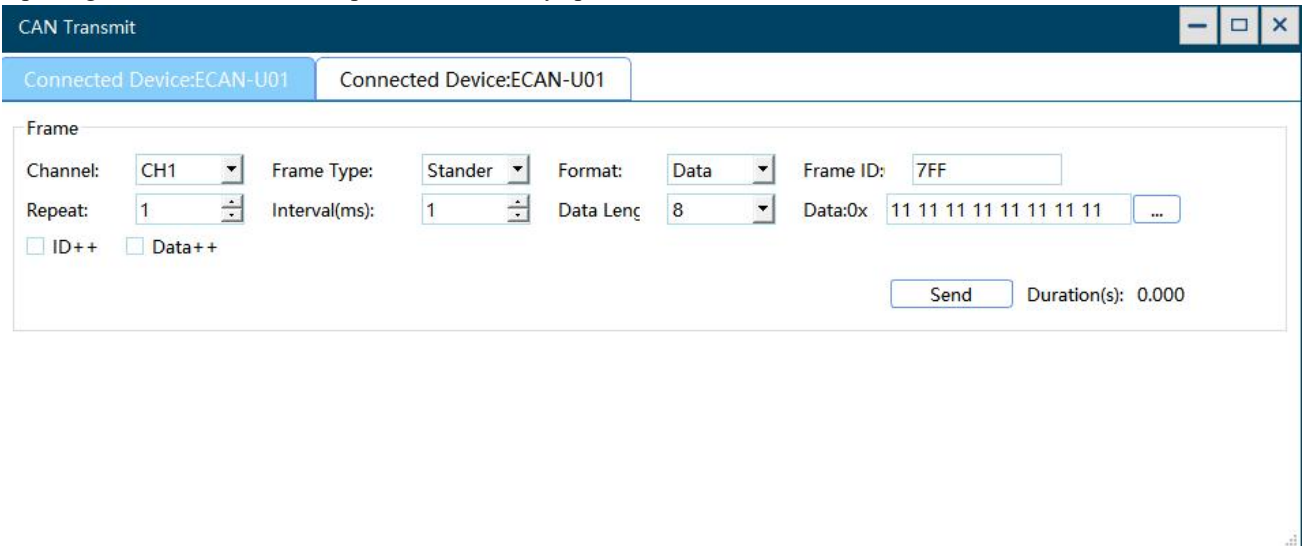 CAN Transmit
Connected Device:ECAN-U01 Connected Device:ECAN-U01
Frame
Channel: CH1 Frame Type: Stander Format: Data Frame ID: 7FF
Repeat: 1 Interval(ms): 1 Data Leng 8 Data:0x 11 11 11 11 11 11 11 11 ...
ID++ Data++
Send Duration(s): 0.000